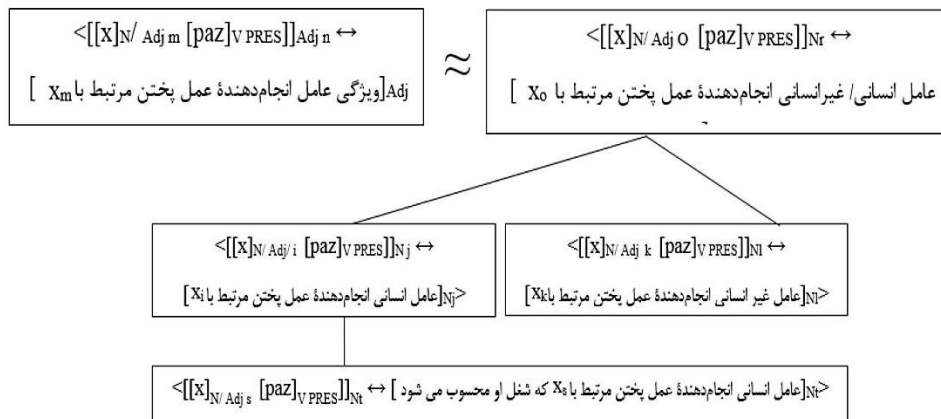 <[[x]N/ Adj m [paz]V PRES]]Adj n ↔
[ویژگی عامل انجام‌دهندهٔ عمل پختن مرتبط با xm ]Adj
≈
<[[x]N/ Adj O [paz]V PRES]]Nr ↔
عامل انسانی/ غیرانسانی انجام‌دهندهٔ عمل پختن مرتبط با xo ]
<[[x]N/ Adj/ i [paz]V PRES]]N j ↔
[عامل انسانی انجام‌دهندهٔ عمل پختن مرتبط با xi]Nj>
<[[x]N/ Adj k [paz]V PRES]]Nl ↔
[عامل غیر انسانی انجام‌دهندهٔ عمل پختن مرتبط با xk]Nl>
<[[x]N/ Adj s [paz]V PRES]]Nt ↔ [عامل انسانی انجام‌دهندهٔ عمل پختن مرتبط با xs که شغل او محسوب می شود ]Nt>